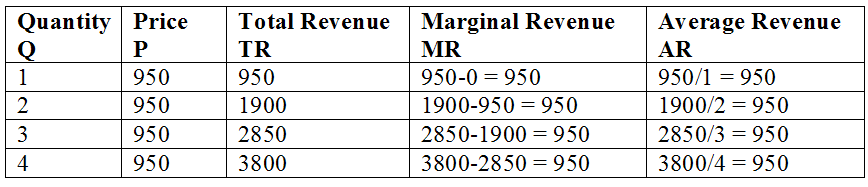 Quantity Price Total Revenue Marginal Revenue Average Revenue
Q P TR MR AR
1 950 950 950-0 = 950 950/1 = 950
2 950 1900 1900-950 = 950 1900/2 = 950
3 950 2850 2850-1900 = 950 2850/3 = 950
4 950 3800 3800-2850 = 950 3800/4 = 950